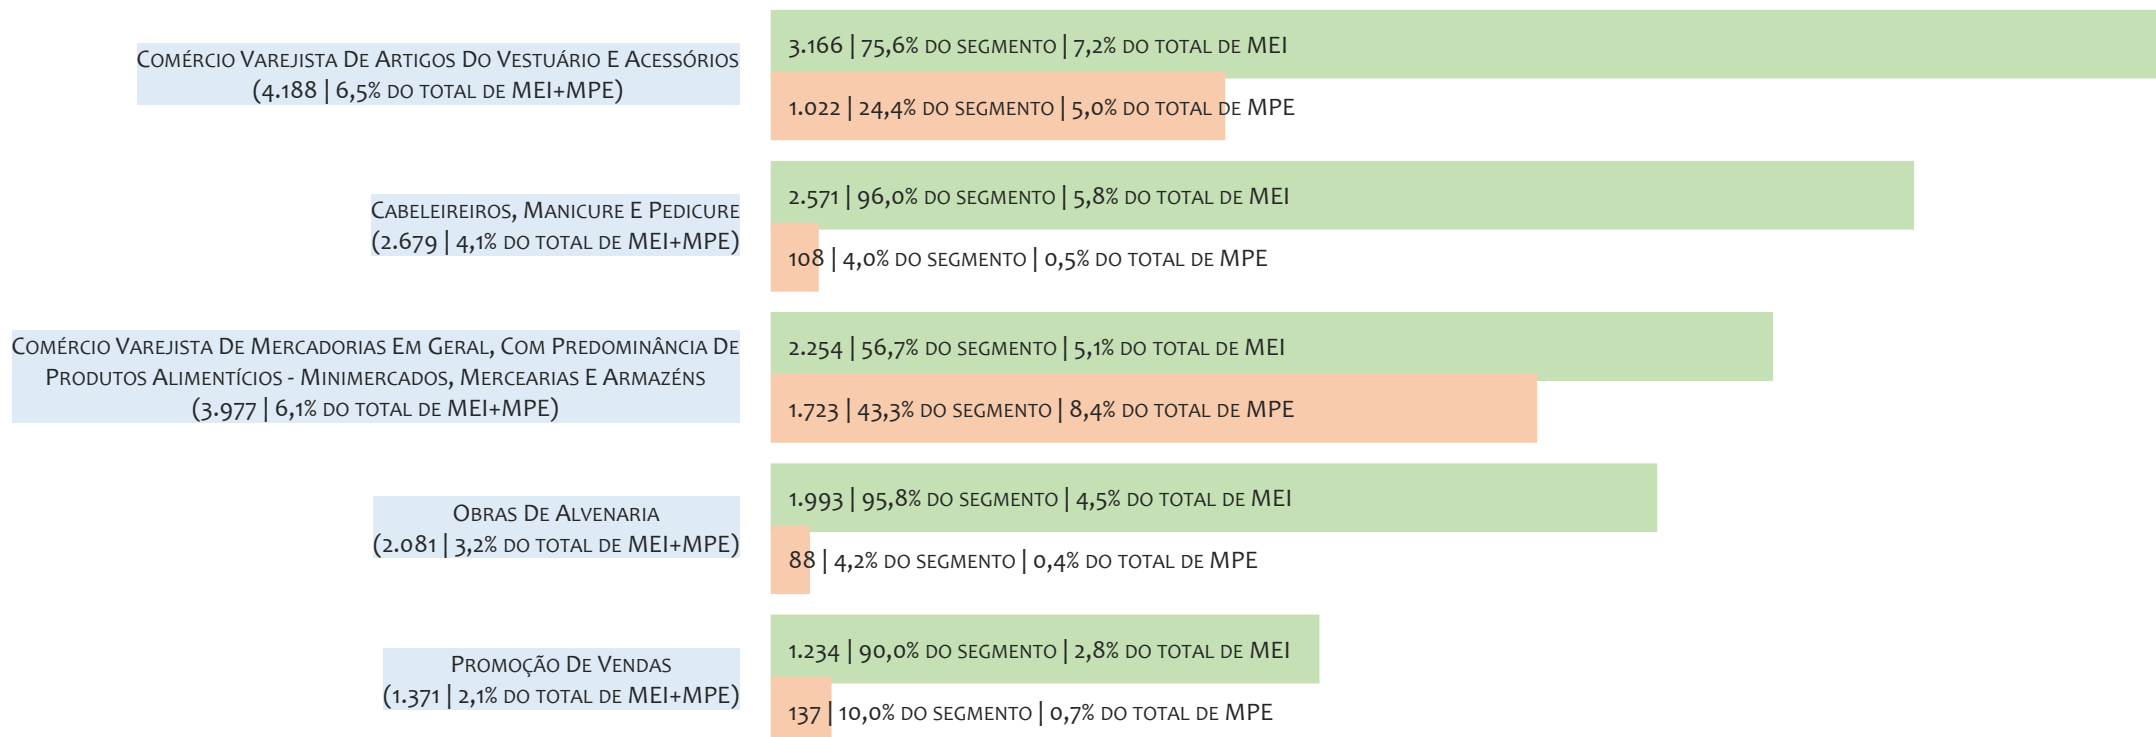 Comércio Varejista De Artigos Do Vestuário E Acessórios
(4.188 | 6,5% do total de MEI+MPE)
3.166 | 75,6% do segmento | 7,2% do total de MEI
1.022 | 24,4% do segmento | 5,0% do total de MPE
Cabeleireiros, Manicure E Pedicure
(2.679 | 4,1% do total de MEI+MPE)
2.571 | 96,0% do segmento | 5,8% do total de MEI
108 | 4,0% do segmento | 0,5% do total de MPE
Comércio Varejista De Mercadorias Em Geral, Com Predominância De
Produtos Alimentícios - Minimercados, Mercearias E Armazéns
(3.977 | 6,1% do total de MEI+MPE)
2.254 | 56,7% do segmento | 5,1% do total de MEI
1.723 | 43,3% do segmento | 8,4% do total de MPE
Obras De Alvenaria
(2.081 | 3,2% do total de MEI+MPE)
1.993 | 95,8% do segmento | 4,5% do total de MEI
88 | 4,2% do segmento | 0,4% do total de MPE
Promoção De Vendas
(1.371 | 2,1% do total de MEI+MPE)
1.234 | 90,0% do segmento | 2,8% do total de MEI
137 | 10,0% do segmento | 0,7% do total de MPE